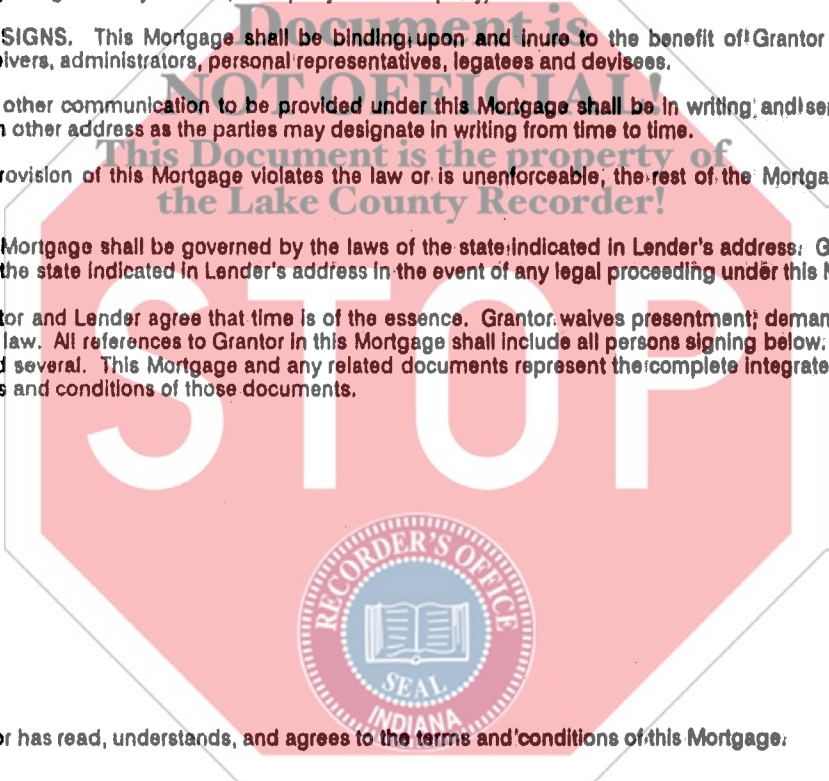 Document is
SIGNS. This Mortgage shall be binding upon and inure to the benefit of Grantor
ivers, administrators, personal representatives, legatees and devisees.
NOT OFFICIAL!
other communication to be provided under this Mortgage shall be in writing and se
n other address as the parties may designate in writing from time to time.
This Document is the property of
rovision of this Mortgage violates the law or is unenforceable, the rest of the Mortga
the Lake County Recorder!
Mortgage shall be governed by the laws of the state indicated in Lender's address. G
the state indicated in Lender's address in the event of any legal proceeding under this M
STOP
tor and Lender agree that time is of the essence. Grantor waives presentment, deman
law. All references to Grantor in this Mortgage shall include all persons signing below.
d several. This Mortgage and any related documents represent the complete integrate
s and conditions of those documents.
RECORDER'S OFFICE
SEAL
INDIANA
or has read, understands, and agrees to the terms and conditions of this Mortgage.